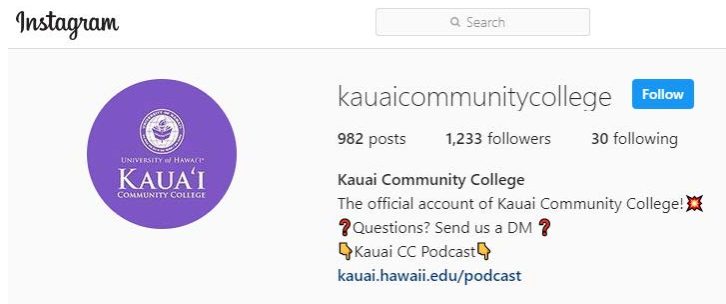 Instagram
Search
UNIVERSITY of HAWAI‘I®
KAUA‘I
COMMUNITY COLLEGE
kauaicommunitycollege
Follow
982 posts 1,233 followers 30 following
Kauai Community College
The official account of Kauai Community College!💥
❓Questions? Send us a DM ❓
👇Kauai CC Podcast👇
kauai.hawaii.edu/podcast